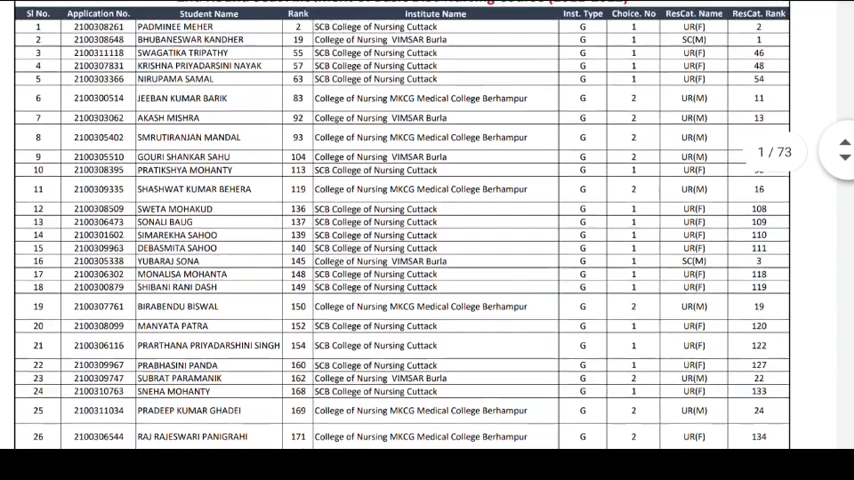 Sl No. Application No. Student Name Rank Institute Name Inst. Type Choice. No ResCat. Name ResCat. Rank
1 2100308261 PADMINEE MEHER 2 SCB College of Nursing Cuttack G 1 UR(F) 2
2 2100308648 BHUBANESWAR KANDHER 19 College of Nursing VIMSAR Burla G 1 SC(M) 1
3 2100311118 SWAGATIKA TRIPATHY 55 SCB College of Nursing Cuttack G 1 UR(F) 46
4 2100307831 KRISHNA PRIYADARSINI NAYAK 57 SCB College of Nursing Cuttack G 1 UR(F) 48
5 2100303366 NIRUPAMA SAMAL 63 SCB College of Nursing Cuttack G 1 UR(F) 54
6 2100300514 JEEBAN KUMAR BARIK 83 College of Nursing MKCG Medical College Berhampur G 2 UR(M) 11
7 2100303062 AKASH MISHRA 92 College of Nursing VIMSAR Burla G 2 UR(M) 13
8 2100305402 SMRUTIRANJAN MANDAL 93 College of Nursing MKCG Medical College Berhampur G 2 UR(M)
9 2100305510 GOURI SHANKAR SAHU 104 College of Nursing VIMSAR Burla G 2 UR(M)
1 / 73
10 2100308395 PRATIKSHYA MOHANTY 113 SCB College of Nursing Cuttack G 1 UR(F)
11 2100309335 SHASHWAT KUMAR BEHERA 119 College of Nursing MKCG Medical College Berhampur G 2 UR(M) 16
12 2100308509 SWETA MOHAKUD 136 SCB College of Nursing Cuttack G 1 UR(F) 108
13 2100306473 SONALI BAUG 137 SCB College of Nursing Cuttack G 1 UR(F) 109
14 2100301602 SIMAREKHA SAHOO 139 SCB College of Nursing Cuttack G 1 UR(F) 110
15 2100309963 DEBASMITA SAHOO 140 SCB College of Nursing Cuttack G 1 UR(F) 111
16 2100305338 YUBARAJ SONA 145 College of Nursing VIMSAR Burla G 1 SC(M) 3
17 2100306302 MONALISA MOHANTA 148 SCB College of Nursing Cuttack G 1 UR(F) 118
18 2100300879 SHIBANI RANI DASH 149 SCB College of Nursing Cuttack G 1 UR(F) 119
19 2100307761 BIRABENDU BISWAL 150 College of Nursing MKCG Medical College Berhampur G 2 UR(M) 19
20 2100308099 MANYATA PATRA 152 SCB College of Nursing Cuttack G 1 UR(F) 120
21 2100306116 PRARTHANA PRIYADARSHINI SINGH 154 SCB College of Nursing Cuttack G 1 UR(F) 122
22 2100309967 PRABHASINI PANDA 160 SCB College of Nursing Cuttack G 1 UR(F) 127
23 2100309747 SUBRAT PARAMANIK 162 College of Nursing VIMSAR Burla G 2 UR(M) 22
24 2100310763 SNEHA MOHANTY 168 SCB College of Nursing Cuttack G 1 UR(F) 133
25 2100311034 PRADEEP KUMAR GHADEI 169 College of Nursing MKCG Medical College Berhampur G 2 UR(M) 24
26 2100306544 RAJ RAJESWARI PANIGRAHI 171 College of Nursing MKCG Medical College Berhampur G 2 UR(F) 134